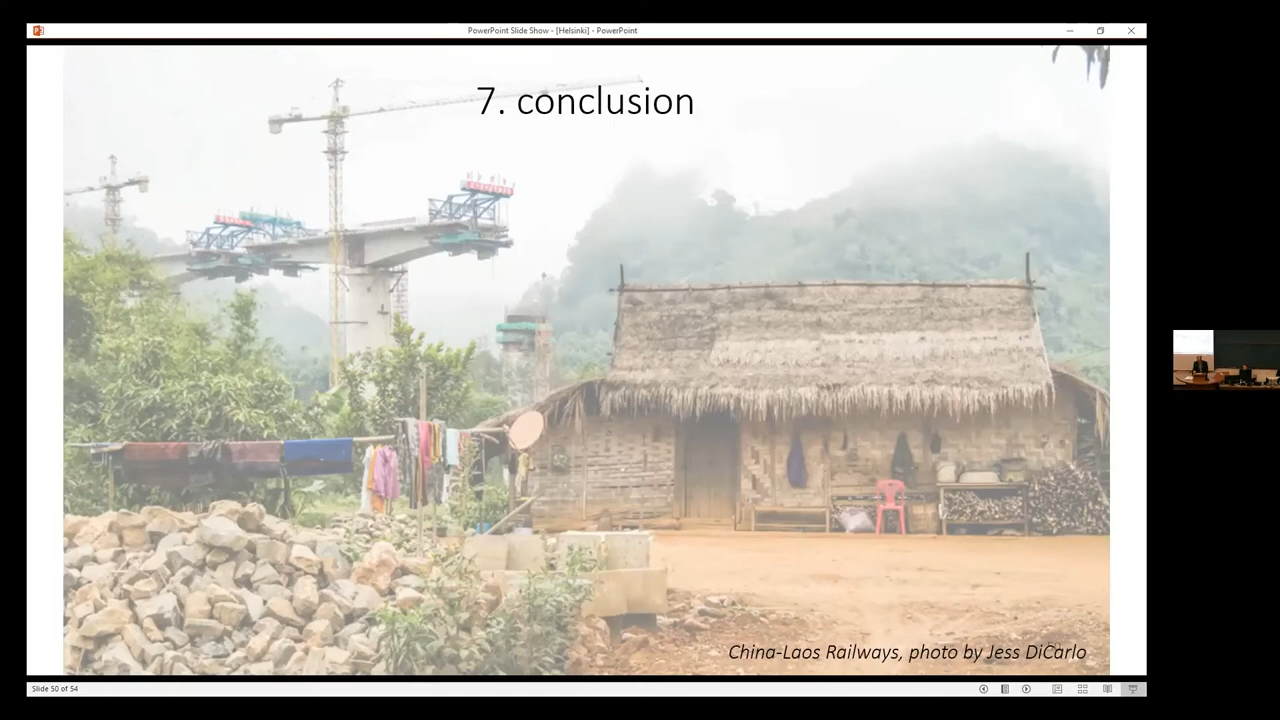 PowerPoint Slide Show - [Helsinki] - PowerPoint
7. conclusion
China-Laos Railways, photo by Jess DiCarlo
Slide 50 of 54